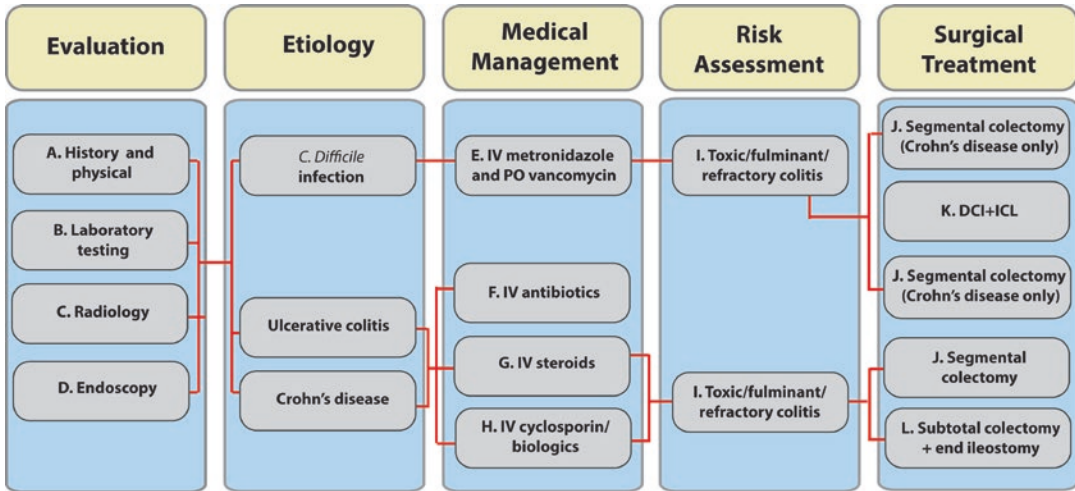 Evaluation
Etiology
Medical
Management
Risk
Assessment
Surgical
Treatment
A. History and
physical
B. Laboratory
testing
C. Radiology
D. Endoscopy
C. Difficile
infection
Ulcerative colitis
Crohn's disease
E. IV metronidazole
and PO vancomycin
F. IV antibiotics
G. IV steroids
H. IV cyclosporin/
biologics
I. Toxic/fulminant/
refractory colitis
I. Toxic/fulminant/
refractory colitis
J. Segmental colectomy
(Crohn's disease only)
K. DCI+ICL
J. Segmental colectomy
(Crohn's disease only)
J. Segmental
colectomy
L. Subtotal colectomy
+ end ileostomy